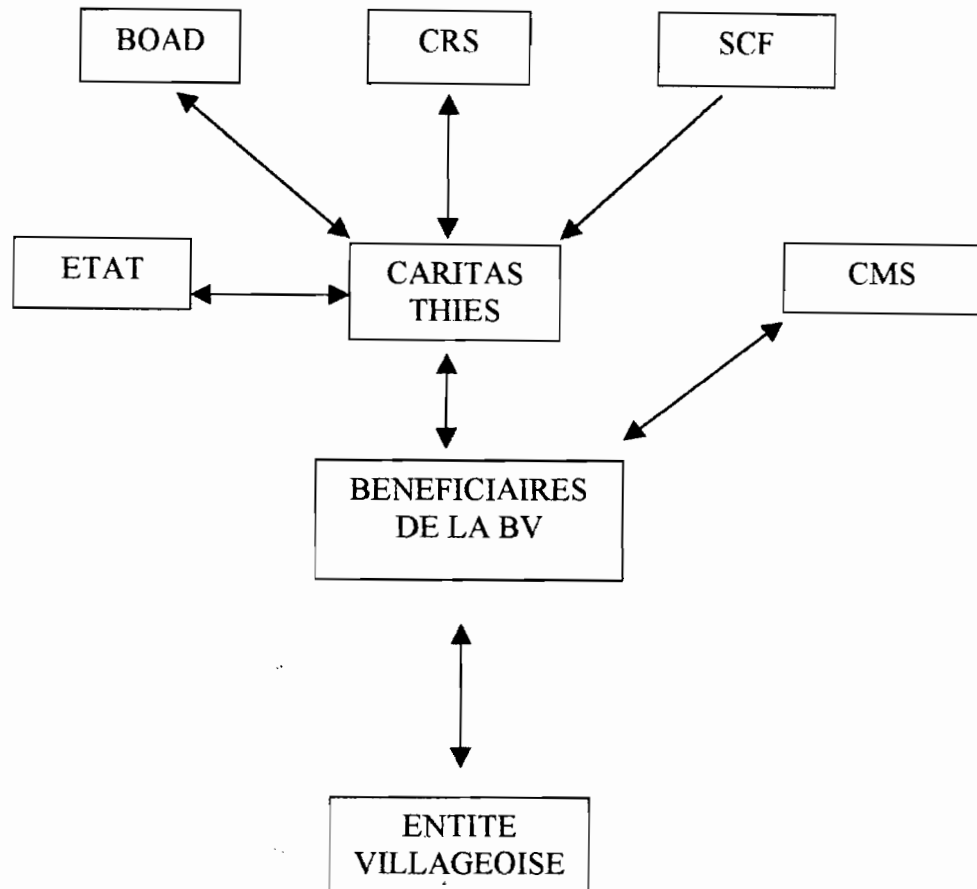 BOAD
CRS
SCF
ETAT
CARITAS
THIES
CMS
BENEFICIAIRES
DE LA BV
ENTITE
VILLAGEOISE